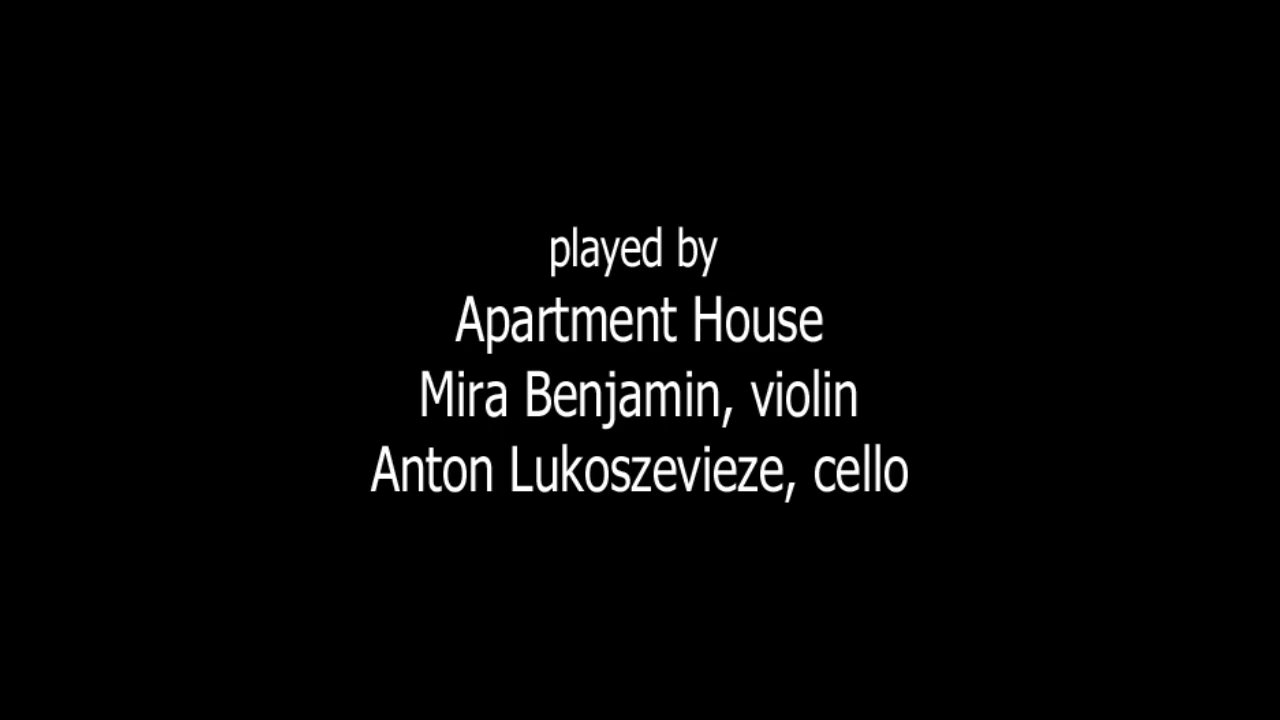 played by
Apartment House
Mira Benjamin, violin
Anton Lukoszevieze, cello